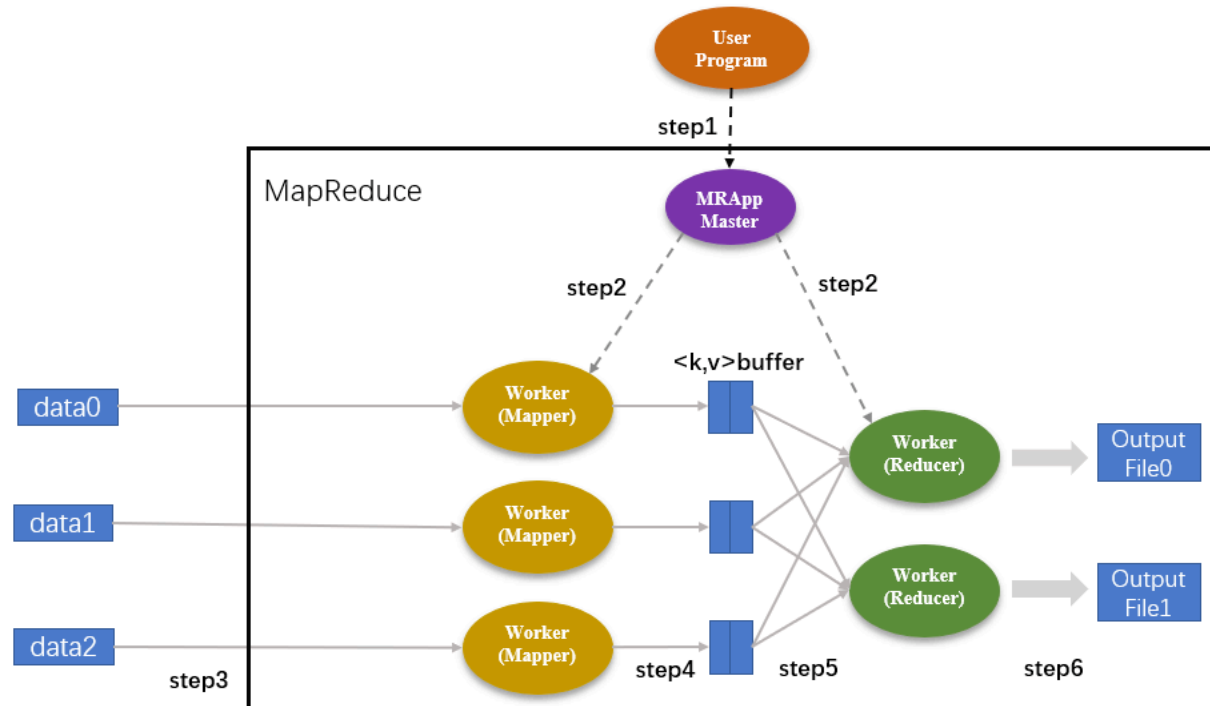 User
Program
step1
MapReduce
MRApp
Master
step2
step2
<k,v>buffer
data0
Worker
(Mapper)
Worker
(Reducer)
Output
File0
data1
Worker
(Mapper)
Worker
(Reducer)
Output
File1
data2
Worker
(Mapper)
step3
step4
step5
step6